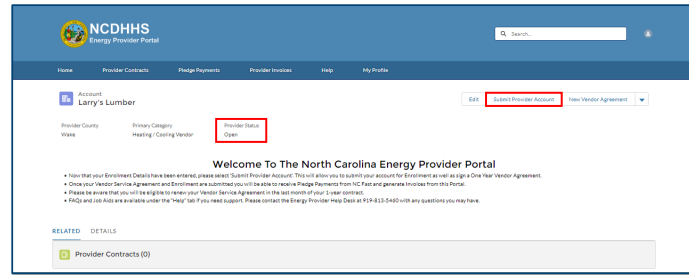 NCDHHS
Energy Provider Portal
Search...
Home Provider Contracts Pledge Payments Provider Invoices Help My Profile
Account
Larry's Lumber
Edit Submit Provider Account New Vendor Agreement
Provider County Primary Category Provider Status
Wake Heating / Cooling Vendor Open
Welcome To The North Carolina Energy Provider Portal
• Now that your Enrollment Details have been entered, please select 'Submit Provider Account'. This will allow you to submit your account for Enrollment as well as sign a One Year Vendor Agreement.
• Once your Vendor Service Agreement and Enrollment are submitted you will be able to receive Pledge Payments from NC Fast and generate Invoices from this Portal.
• Please be aware that you will be eligible to renew your Vendor Service Agreement in the last month of your 1-year contract.
• FAQs and Job Aids are available under the "Help" tab if you need support. Please contact the Energy Provider Help Desk at 919-813-5460 with any questions you may have.
RELATED DETAILS
Provider Contracts (0)